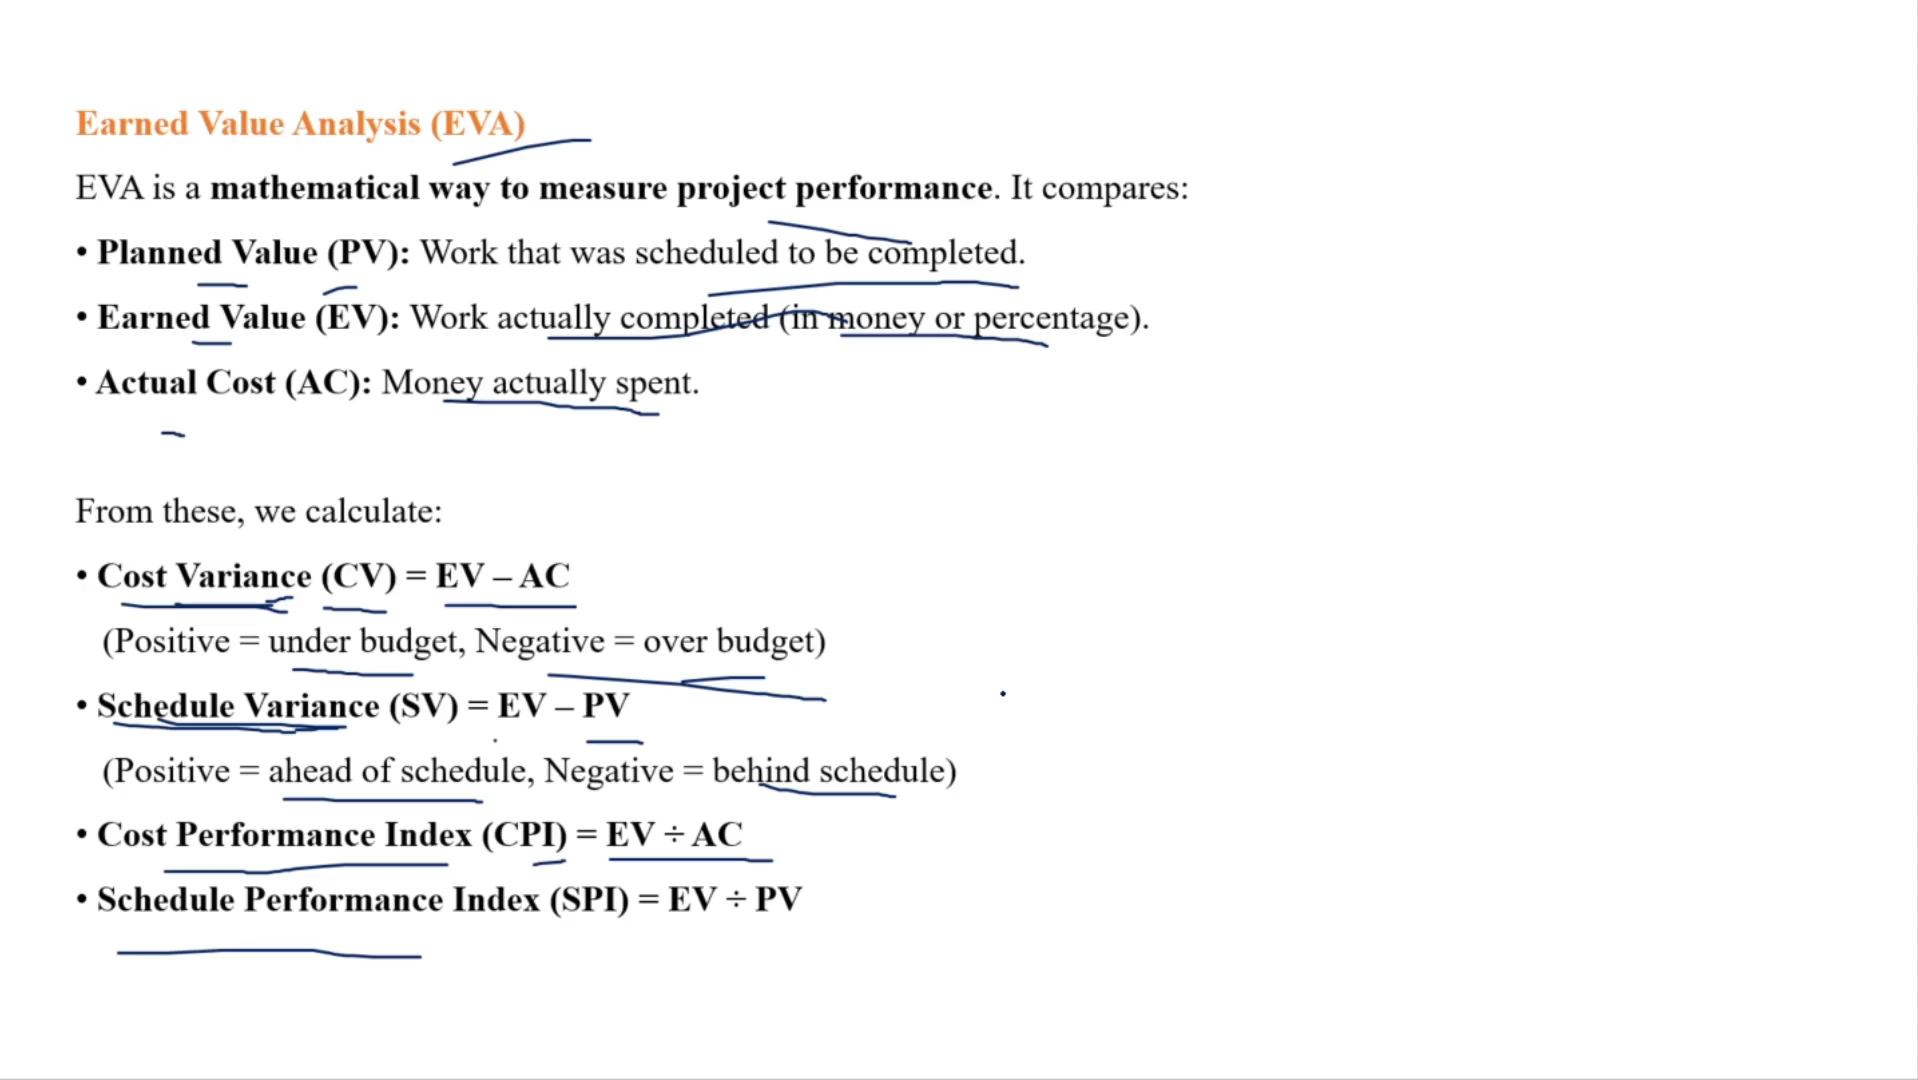 Earned Value Analysis (EVA)
EVA is a mathematical way to measure project performance. It compares:
• Planned Value (PV): Work that was scheduled to be completed.
• Earned Value (EV): Work actually completed (in money or percentage).
• Actual Cost (AC): Money actually spent.
From these, we calculate:
• Cost Variance (CV) = EV – AC
(Positive = under budget, Negative = over budget)
• Schedule Variance (SV) = EV – PV
(Positive = ahead of schedule, Negative = behind schedule)
• Cost Performance Index (CPI) = EV ÷ AC
• Schedule Performance Index (SPI) = EV ÷ PV